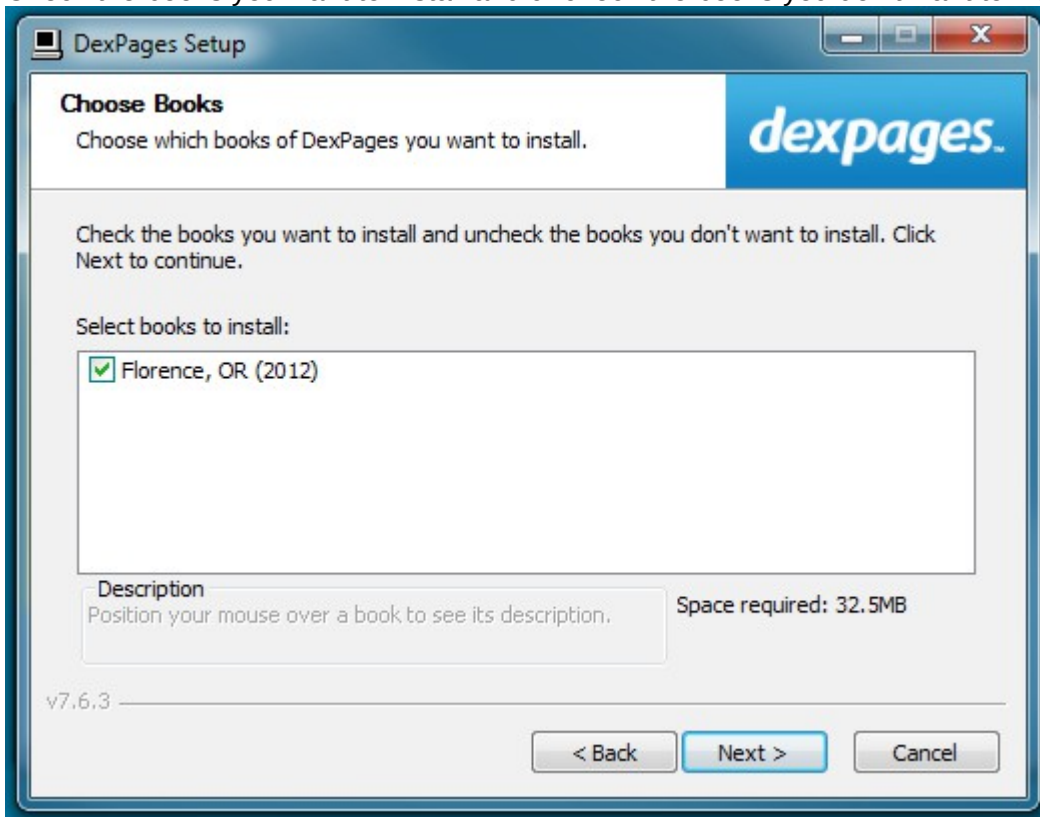 DexPages Setup
Choose Books
Choose which books of DexPages you want to install.
dexpages™
Check the books you want to install and uncheck the books you don't want to install. Click
Next to continue.
Select books to install:
Florence, OR (2012)
Description
Position your mouse over a book to see its description.
Space required: 32.5MB
v7.6.3
< Back
Next >
Cancel